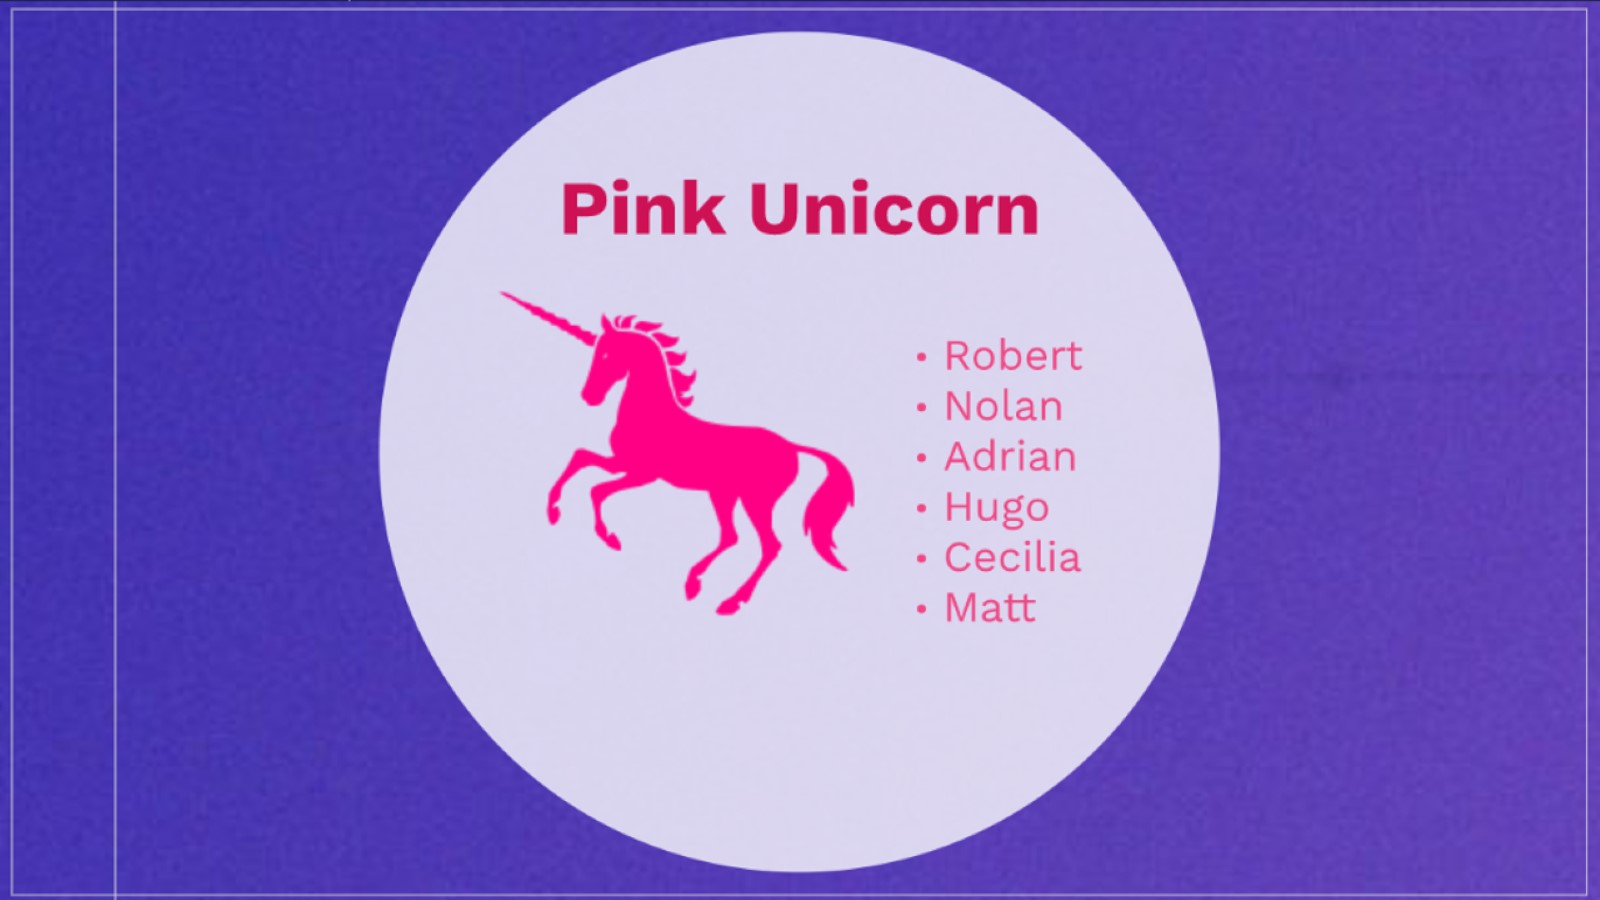 Pink Unicorn
• Robert
• Nolan
• Adrian
• Hugo
• Cecilia
• Matt